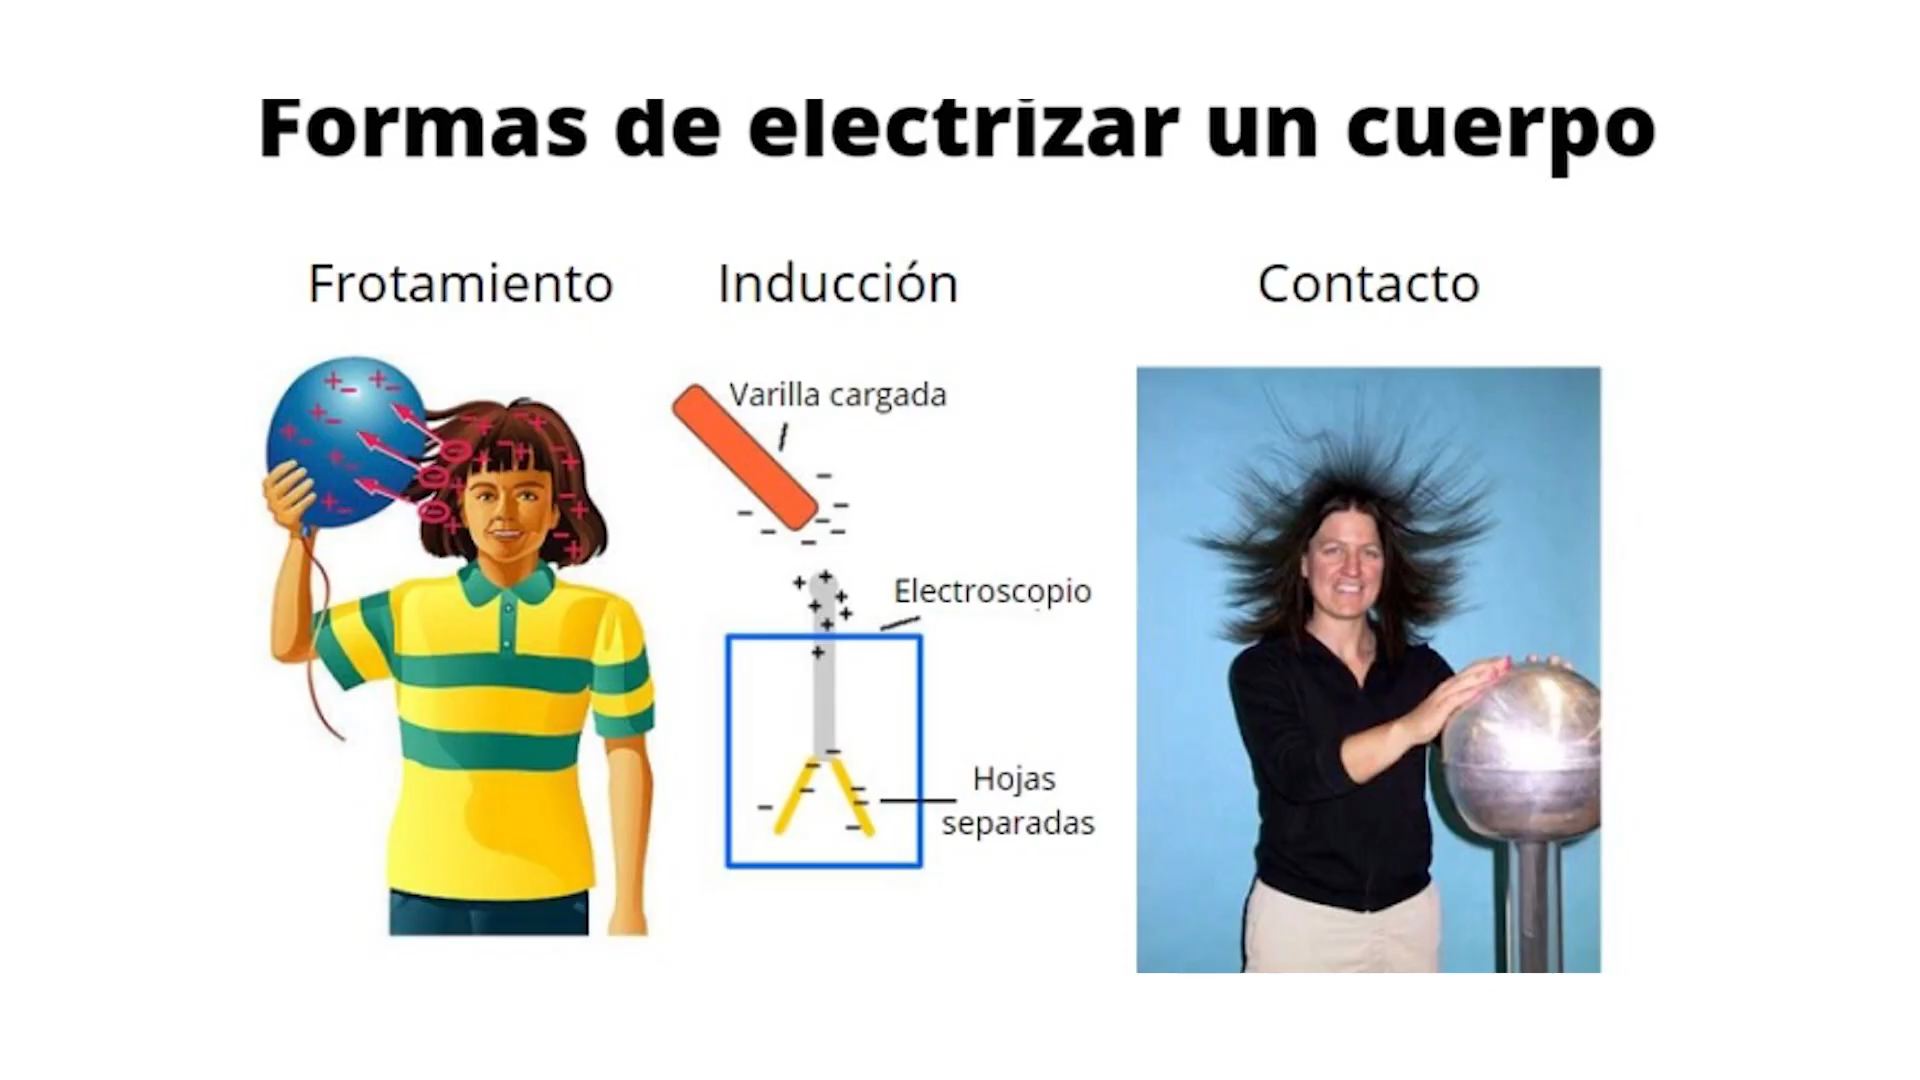 Formas de electrizar un cuerpo
Frotamiento
Inducción
Contacto
Varilla cargada
Electroscopio
Hojas
separadas